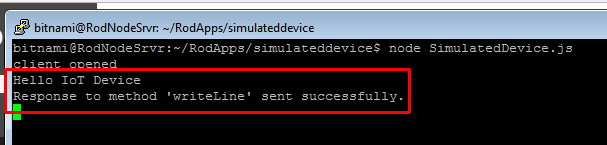 bitnami@RodNodeSrvr: ~/RodApps/simulateddevice
bitnami@RodNodeSrvr:~/RodApps/simulateddevice$ node SimulatedDevice.js
client opened
Hello IoT Device
Response to method 'writeLine' sent successfully.